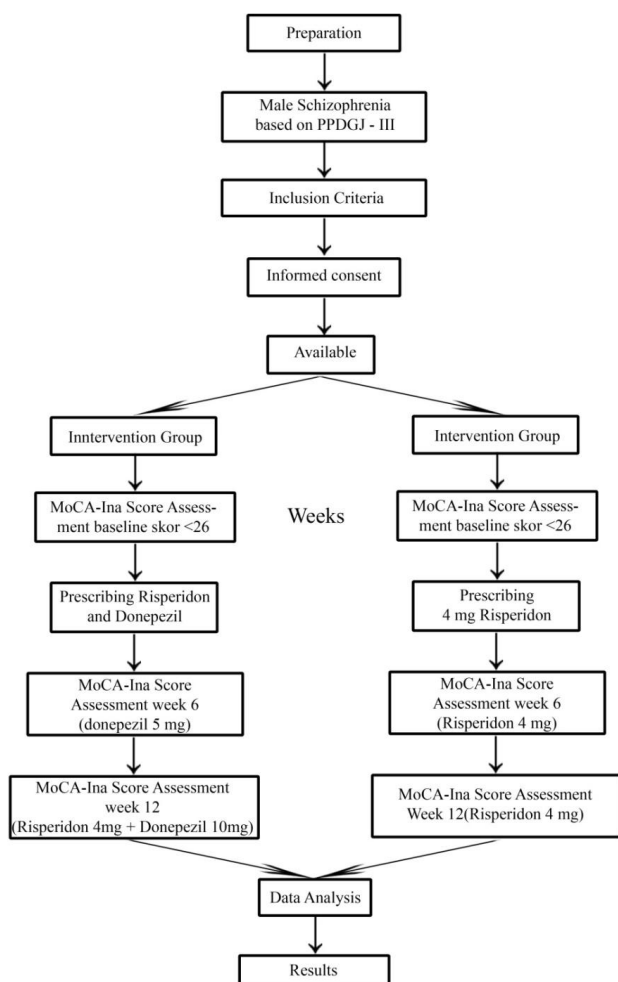 Preparation
Male Schizophrenia
based on PPDGJ - III
Inclusion Criteria
Informed consent
Available
Inntervention Group
MoCA-Ina Score Assess-
ment baseline skor <26
Prescribing Risperidon
and Donepezil
MoCA-Ina Score
Assessment week 6
(donepezil 5 mg)
MoCA-Ina Score Assessment
week 12
(Risperidon 4mg + Donepezil 10mg)
Weeks
Intervention Group
MoCA-Ina Score Assess-
ment baseline skor <26
Prescribing
4 mg Risperidon
MoCA-Ina Score
Assessment week 6
(Risperidon 4 mg)
MoCA-Ina Score Assessment
Week 12(Risperidon 4 mg)
Data Analysis
Results